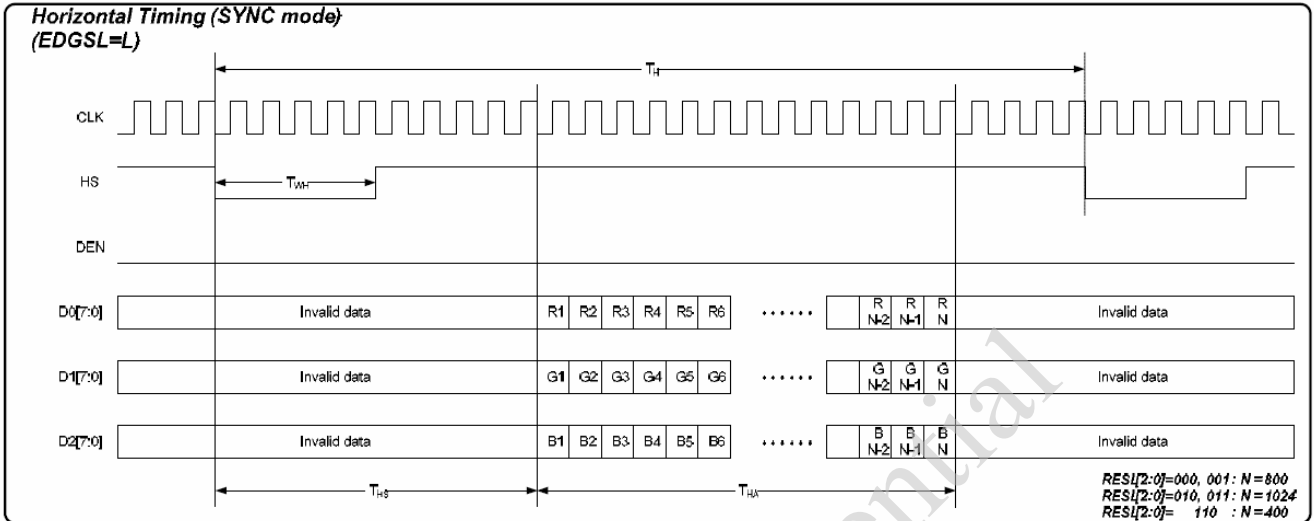 Horizontal Timing (SYNC mode)
(EDGSL=L)
TH
CLK
HS
TWH
DEN
D0[7:0] Invalid data R1 R2 R3 R4 R5 R6 ...... R N-2 R N-1 R N Invalid data
D1[7:0] Invalid data G1 G2 G3 G4 G5 G6 ...... G N-2 G N-1 G N Invalid data
D2[7:0] Invalid data B1 B2 B3 B4 B5 B6 ...... B N-2 B N-1 B N Invalid data
THS THA
RESL[2:0]=000, 001: N=800
RESL[2:0]=010, 011: N=1024
RESL[2:0]= 110 : N=400
ential